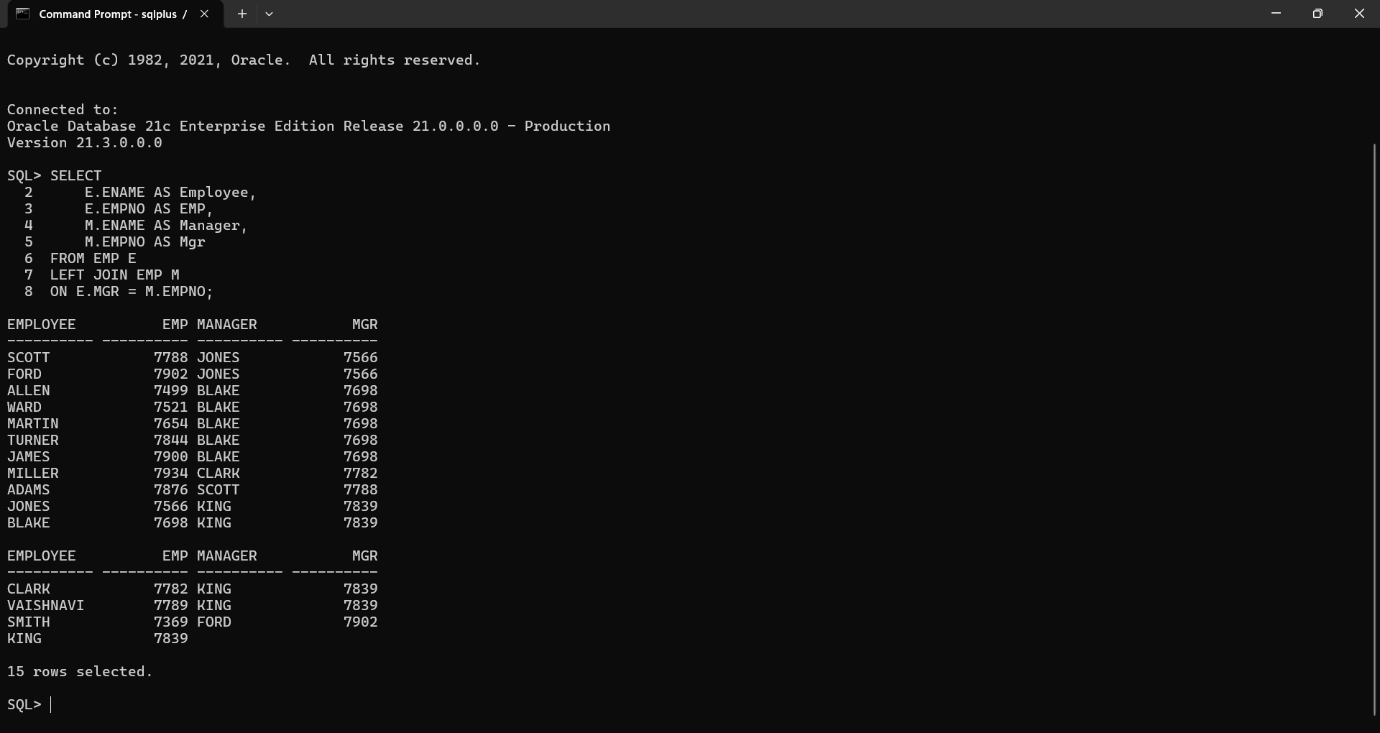 Command Prompt - sqlplus /
Copyright (c) 1982, 2021, Oracle.  All rights reserved.
Connected to:
Oracle Database 21c Enterprise Edition Release 21.0.0.0.0 - Production
Version 21.3.0.0.0
SQL> SELECT
  2      E.ENAME AS Employee,
  3      E.EMPNO AS EMP,
  4      M.ENAME AS Manager,
  5      M.EMPNO AS Mgr
  6  FROM EMP E
  7  LEFT JOIN EMP M
  8  ON E.MGR = M.EMPNO;
EMPLOYEE          EMP MANAGER           MGR
---------- ---------- ---------- ----------
SCOTT            7788 JONES            7566
FORD             7902 JONES            7566
ALLEN            7499 BLAKE            7698
WARD             7521 BLAKE            7698
MARTIN           7654 BLAKE            7698
TURNER           7844 BLAKE            7698
JAMES            7900 BLAKE            7698
MILLER           7934 CLARK            7782
ADAMS            7876 SCOTT            7788
JONES            7566 KING             7839
BLAKE            7698 KING             7839
EMPLOYEE          EMP MANAGER           MGR
---------- ---------- ---------- ----------
CLARK            7782 KING             7839
VAISHNAVI        7789 KING             7839
SMITH            7369 FORD             7902
KING             7839
15 rows selected.
SQL>